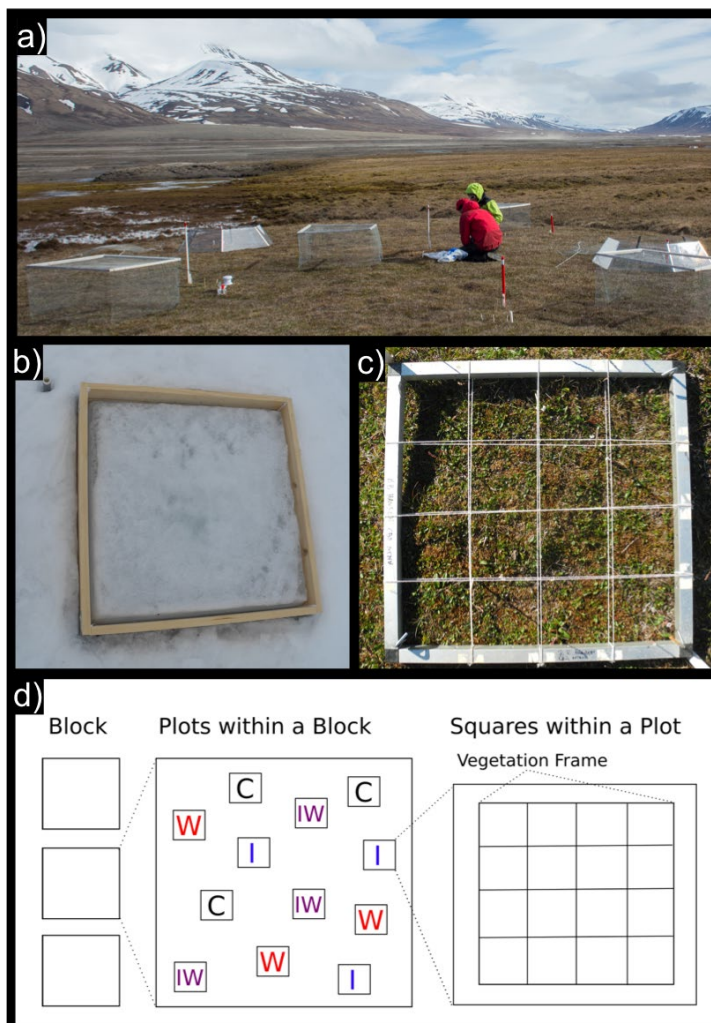 a)
b)
c)
d)
Block
Plots within a Block
Squares within a Plot
Vegetation Frame
C
C
IW
W
I
I
C
IW
W
W
IW
I